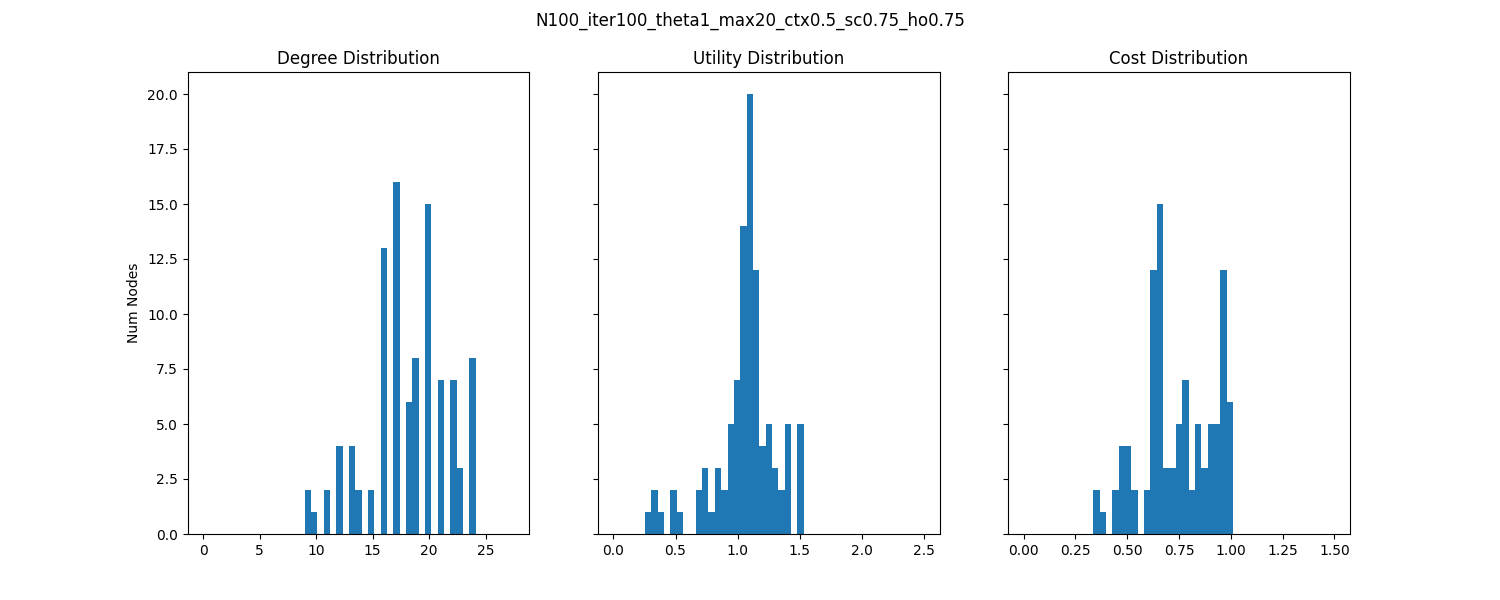 N100_iter100_theta1_max20_ctx0.5_sc0.75_ho0.75
Degree Distribution
Utility Distribution
Cost Distribution
Num Nodes
20.0
17.5
15.0
12.5
10.0
7.5
5.0
2.5
0.0
0 5 10 15 20 25
0.0 0.5 1.0 1.5 2.0 2.5
0.00 0.25 0.50 0.75 1.00 1.25 1.50